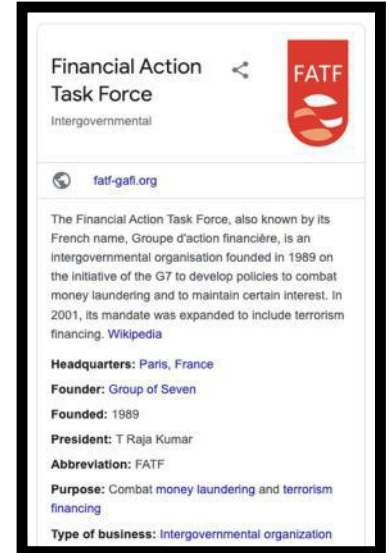 Financial Action
Task Force
FATF
Intergovernmental
fatf-gafi.org
The Financial Action Task Force, also known by its
French name, Groupe d'action financière, is an
intergovernmental organisation founded in 1989 on
the initiative of the G7 to develop policies to combat
money laundering and to maintain certain interest. In
2001, its mandate was expanded to include terrorism
financing. Wikipedia
Headquarters: Paris, France
Founder: Group of Seven
Founded: 1989
President: T Raja Kumar
Abbreviation: FATF
Purpose: Combat money laundering and terrorism
financing
Type of business: Intergovernmental organization